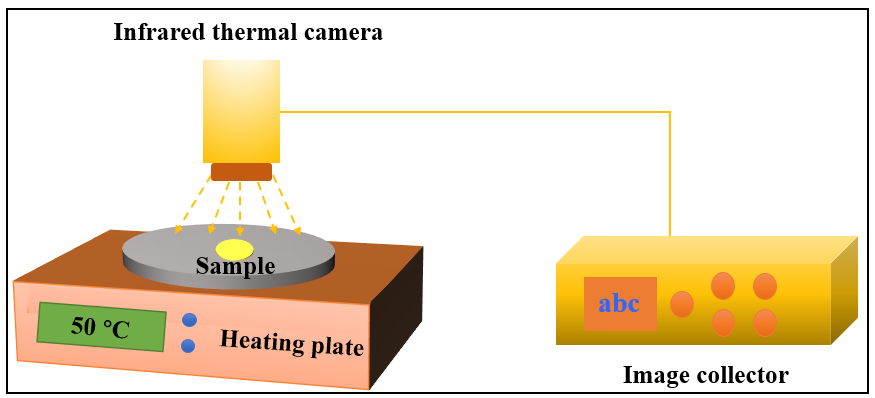 Infrared thermal camera
Sample
50 °C
Heating plate
abc
Image collector